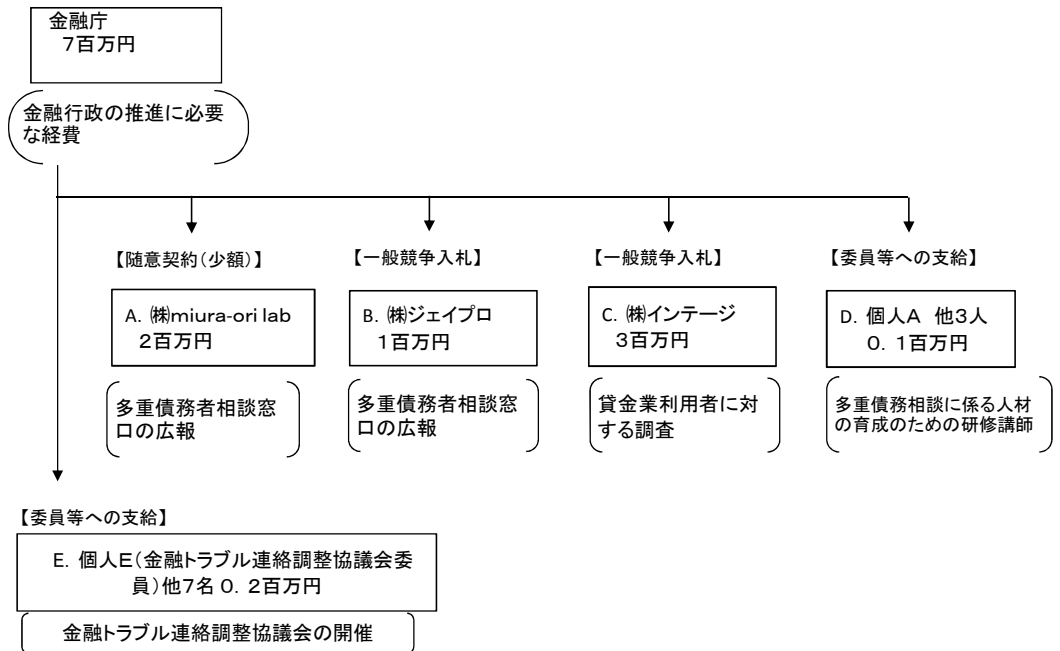 金融庁
7百万円
金融行政の推進に必要
な経費
【随意契約(少額)】
【一般競争入札】
【一般競争入札】
【委員等への支給】
A. ㈱miura-ori lab
2百万円
B. ㈱ジェイプロ
1百万円
C. ㈱インテージ
3百万円
D. 個人A 他3人
0. 1百万円
多重債務者相談窓
口の広報
多重債務者相談窓
口の広報
貸金業利用者に対
する調査
多重債務相談に係る人材
の育成のための研修講師
【委員等への支給】
E. 個人E(金融トラブル連絡調整協議会委
員)他7名 0. 2百万円
金融トラブル連絡調整協議会の開催